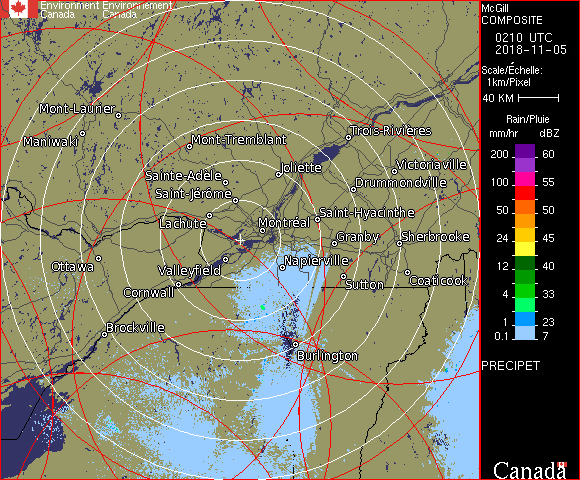 Environment Environnement
Canada Canada
McGill
COMPOSITE
0210 UTC
2018-11-05
Scale/Échelle:
1km/Pixel
40 KM
Rain/Pluie
mm/hr dBZ
200 60
100 55
50 50
24 45
12 40
4 33
1 23
0.1 7
PRECIPET
Mont-Laurier
Maniwaki
Mont-Tremblant
Trois-Rivières
Joliette
Victoriaville
Sainte-Adèle
Drummondville
Saint-Jérôme
Saint-Hyacinthe
Lachute
Montréal
Granby
Sherbrooke
Ottawa
Valleyfield
Napierville
Sutton
Coaticook
Cornwall
Brockville
Burlington
Canada